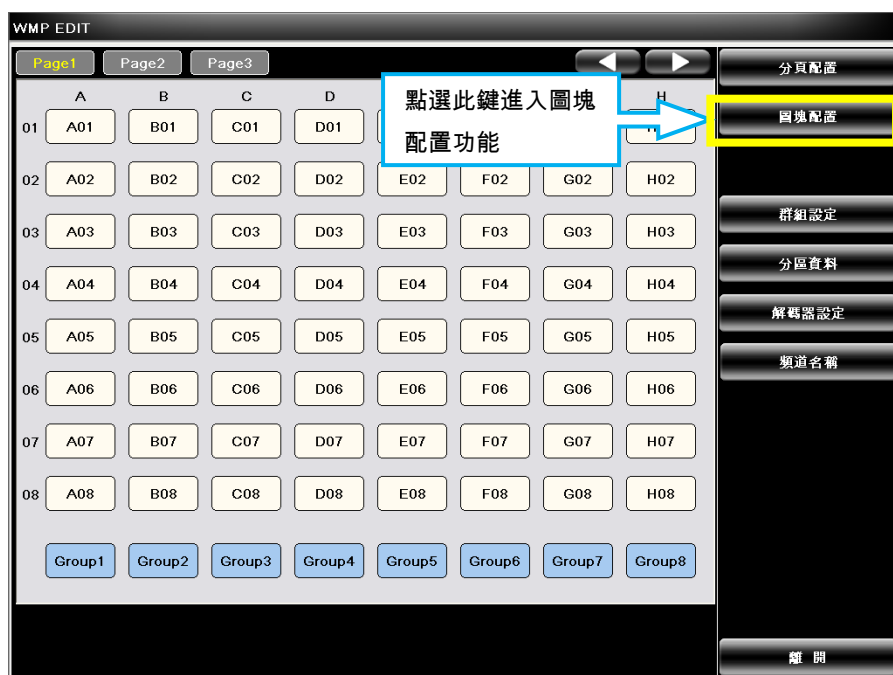 WMP EDIT
Page1 Page2 Page3
分頁配置
圖塊配置
群組設定
分區資料
解碼器設定
頻道名稱
離 開
點選此鍵進入圖塊
配置功能
A B C D H
01 A01 B01 C01 D01
02 A02 B02 C02 D02 E02 F02 G02 H02
03 A03 B03 C03 D03 E03 F03 G03 H03
04 A04 B04 C04 D04 E04 F04 G04 H04
05 A05 B05 C05 D05 E05 F05 G05 H05
06 A06 B06 C06 D06 E06 F06 G06 H06
07 A07 B07 C07 D07 E07 F07 G07 H07
08 A08 B08 C08 D08 E08 F08 G08 H08
Group1 Group2 Group3 Group4 Group5 Group6 Group7 Group8